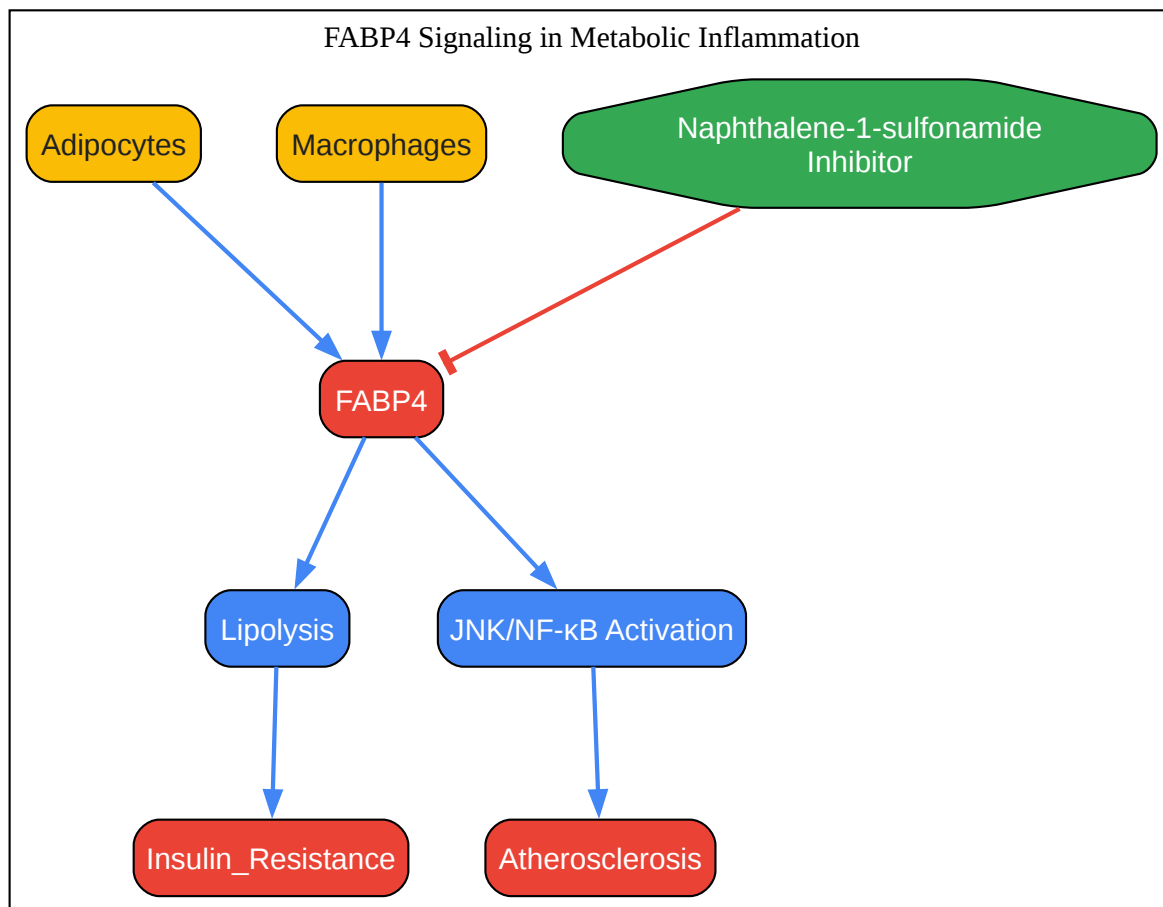 FABP4 Signaling in Metabolic Inflammation
Adipocytes
Macrophages
Naphthalene-1-sulfonamide
Inhibitor
FABP4
Lipolysis
JNK/NF-κB Activation
Insulin_Resistance
Atherosclerosis